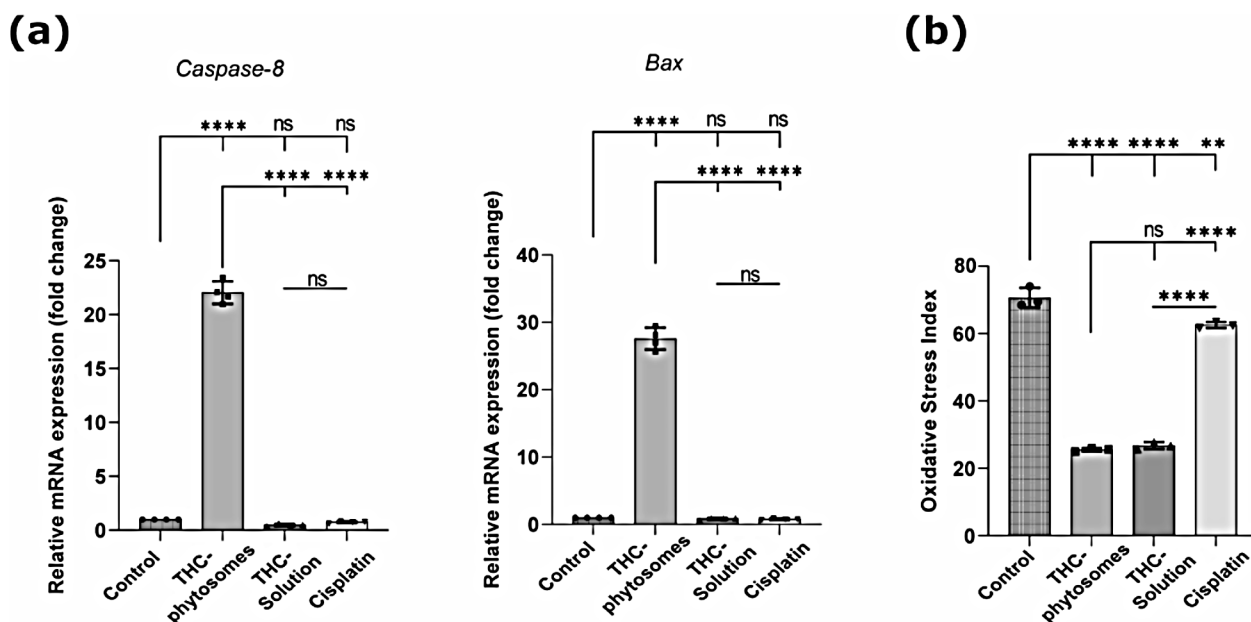 (a)
Caspase-8
**** ns ns
**** ****
ns
Relative mRNA expression (fold change)
25
20
15
10
5
0
Control
THC-
phytosomes
THC-
Solution
Cisplatin
Bax
**** ns ns
**** ****
ns
Relative mRNA expression (fold change)
40
30
20
10
0
Control
THC-
phytosomes
THC-
Solution
Cisplatin
(b)
**** **** **
ns ****
****
Oxidative Stress Index
80
60
40
20
0
Control
THC-
phytosomes
THC-
Solution
Cisplatin